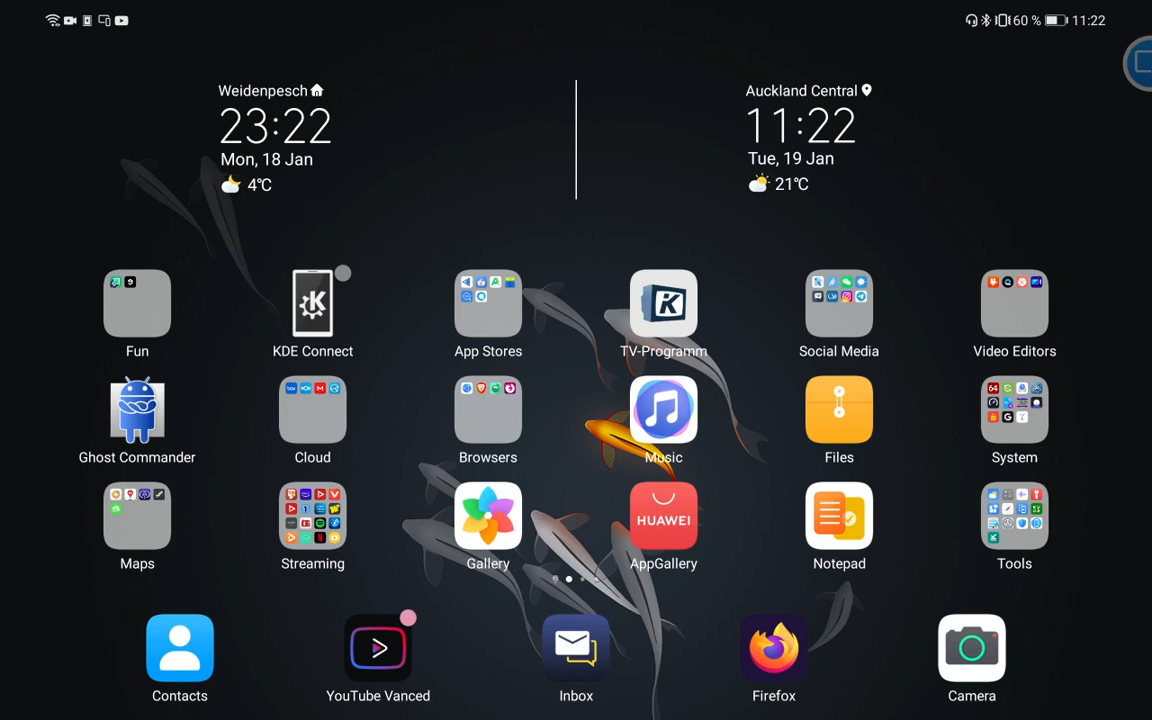 60 % 11:22
Weidenpesch
23:22
Mon, 18 Jan
4°C
Auckland Central
11:22
Tue, 19 Jan
21°C
Fun
KDE Connect
App Stores
TV-Programm
Social Media
Video Editors
Ghost Commander
Cloud
Browsers
Music
Files
System
HUAWEI
Maps
Streaming
Gallery
AppGallery
Notepad
Tools
Contacts
YouTube Vanced
Inbox
Firefox
Camera